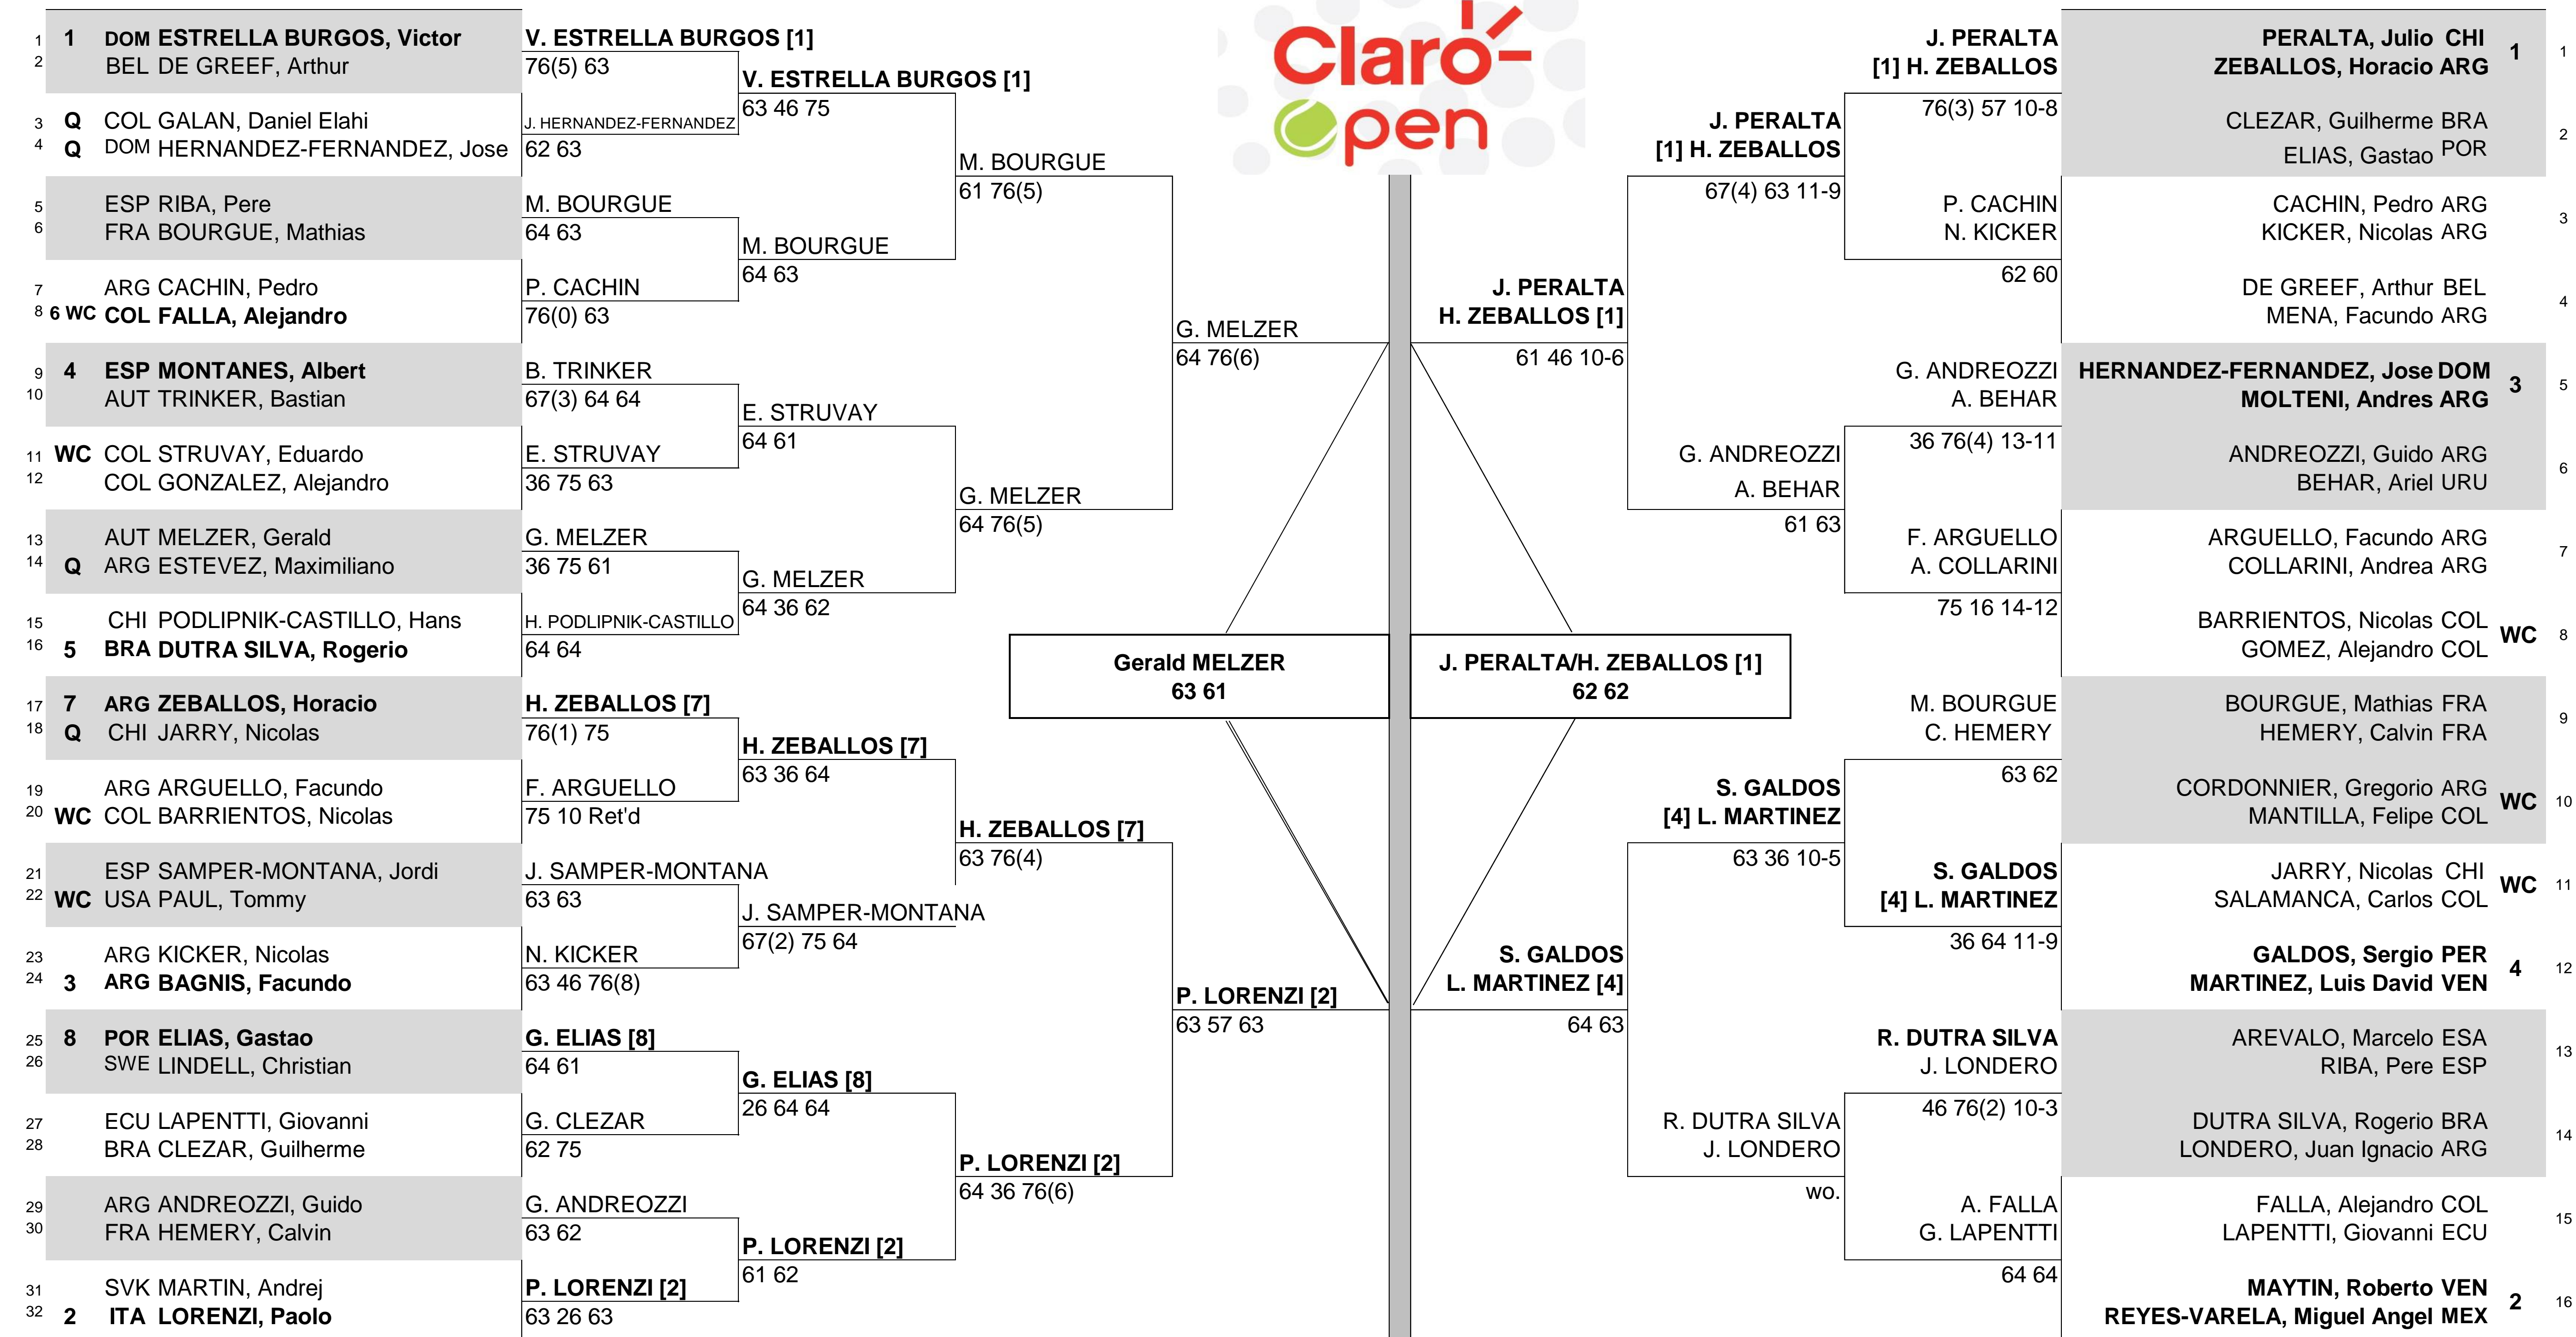 Claro-
open
1 1 DOM ESTRELLA BURGOS, Victor
2 BEL DE GREEF, Arthur
3 Q COL GALAN, Daniel Elahi
4 Q DOM HERNANDEZ-FERNANDEZ, Jose
5 ESP RIBA, Pere
6 FRA BOURGUE, Mathias
7 ARG CACHIN, Pedro
8 6 WC COL FALLA, Alejandro
9 4 ESP MONTANES, Albert
10 AUT TRINKER, Bastian
11 WC COL STRUVAY, Eduardo
12 COL GONZALEZ, Alejandro
13 AUT MELZER, Gerald
14 Q ARG ESTEVEZ, Maximiliano
15 CHI PODLIPNIK-CASTILLO, Hans
16 5 BRA DUTRA SILVA, Rogerio
17 7 ARG ZEBALLOS, Horacio
18 Q CHI JARRY, Nicolas
19 ARG ARGUELLO, Facundo
20 WC COL BARRIENTOS, Nicolas
21 ESP SAMPER-MONTANA, Jordi
22 WC USA PAUL, Tommy
23 ARG KICKER, Nicolas
24 3 ARG BAGNIS, Facundo
25 8 POR ELIAS, Gastao
26 SWE LINDELL, Christian
27 ECU LAPENTTI, Giovanni
28 BRA CLEZAR, Guilherme
29 ARG ANDREOZZI, Guido
30 FRA HEMERY, Calvin
31 SVK MARTIN, Andrej
32 2 ITA LORENZI, Paolo
V. ESTRELLA BURGOS [1]
76(5) 63
J. HERNANDEZ-FERNANDEZ
62 63
M. BOURGUE
64 63
P. CACHIN
76(0) 63
B. TRINKER
67(3) 64 64
E. STRUVAY
36 75 63
G. MELZER
36 75 61
H. PODLIPNIK-CASTILLO
64 64
H. ZEBALLOS [7]
76(1) 75
F. ARGUELLO
75 10 Ret'd
J. SAMPER-MONTANA
63 63
N. KICKER
63 46 76(8)
G. ELIAS [8]
64 61
G. CLEZAR
62 75
G. ANDREOZZI
63 62
P. LORENZI [2]
63 26 63
V. ESTRELLA BURGOS [1]
63 46 75
M. BOURGUE
64 63
E. STRUVAY
64 61
G. MELZER
64 36 62
H. ZEBALLOS [7]
63 36 64
J. SAMPER-MONTANA
67(2) 75 64
G. ELIAS [8]
26 64 64
P. LORENZI [2]
61 62
M. BOURGUE
61 76(5)
G. MELZER
64 76(5)
H. ZEBALLOS [7]
63 76(4)
P. LORENZI [2]
64 36 76(6)
G. MELZER
64 76(6)
P. LORENZI [2]
63 57 63
Gerald MELZER
63 61
J. PERALTA/H. ZEBALLOS [1]
62 62
J. PERALTA
H. ZEBALLOS [1]
61 46 10-6
S. GALDOS
L. MARTINEZ [4]
64 63
J. PERALTA
[1] H. ZEBALLOS
67(4) 63 11-9
G. ANDREOZZI
A. BEHAR
61 63
S. GALDOS
[4] L. MARTINEZ
63 36 10-5
R. DUTRA SILVA
J. LONDERO
wo.
J. PERALTA
[1] H. ZEBALLOS
76(3) 57 10-8
P. CACHIN
N. KICKER
62 60
G. ANDREOZZI
A. BEHAR
36 76(4) 13-11
F. ARGUELLO
A. COLLARINI
75 16 14-12
M. BOURGUE
C. HEMERY
63 62
S. GALDOS
[4] L. MARTINEZ
36 64 11-9
R. DUTRA SILVA
J. LONDERO
46 76(2) 10-3
A. FALLA
G. LAPENTTI
64 64
PERALTA, Julio CHI
ZEBALLOS, Horacio ARG
1 1
CLEZAR, Guilherme BRA
ELIAS, Gastao POR
2
CACHIN, Pedro ARG
KICKER, Nicolas ARG
3
DE GREEF, Arthur BEL
MENA, Facundo ARG
4
HERNANDEZ-FERNANDEZ, Jose DOM
MOLTENI, Andres ARG
3 5
ANDREOZZI, Guido ARG
BEHAR, Ariel URU
6
ARGUELLO, Facundo ARG
COLLARINI, Andrea ARG
7
BARRIENTOS, Nicolas COL
GOMEZ, Alejandro COL
WC 8
BOURGUE, Mathias FRA
HEMERY, Calvin FRA
9
CORDONNIER, Gregorio ARG
MANTILLA, Felipe COL
WC 10
JARRY, Nicolas CHI
SALAMANCA, Carlos COL
WC 11
GALDOS, Sergio PER
MARTINEZ, Luis David VEN
4 12
AREVALO, Marcelo ESA
RIBA, Pere ESP
13
DUTRA SILVA, Rogerio BRA
LONDERO, Juan Ignacio ARG
14
FALLA, Alejandro COL
LAPENTTI, Giovanni ECU
15
MAYTIN, Roberto VEN
REYES-VARELA, Miguel Angel MEX
2 16